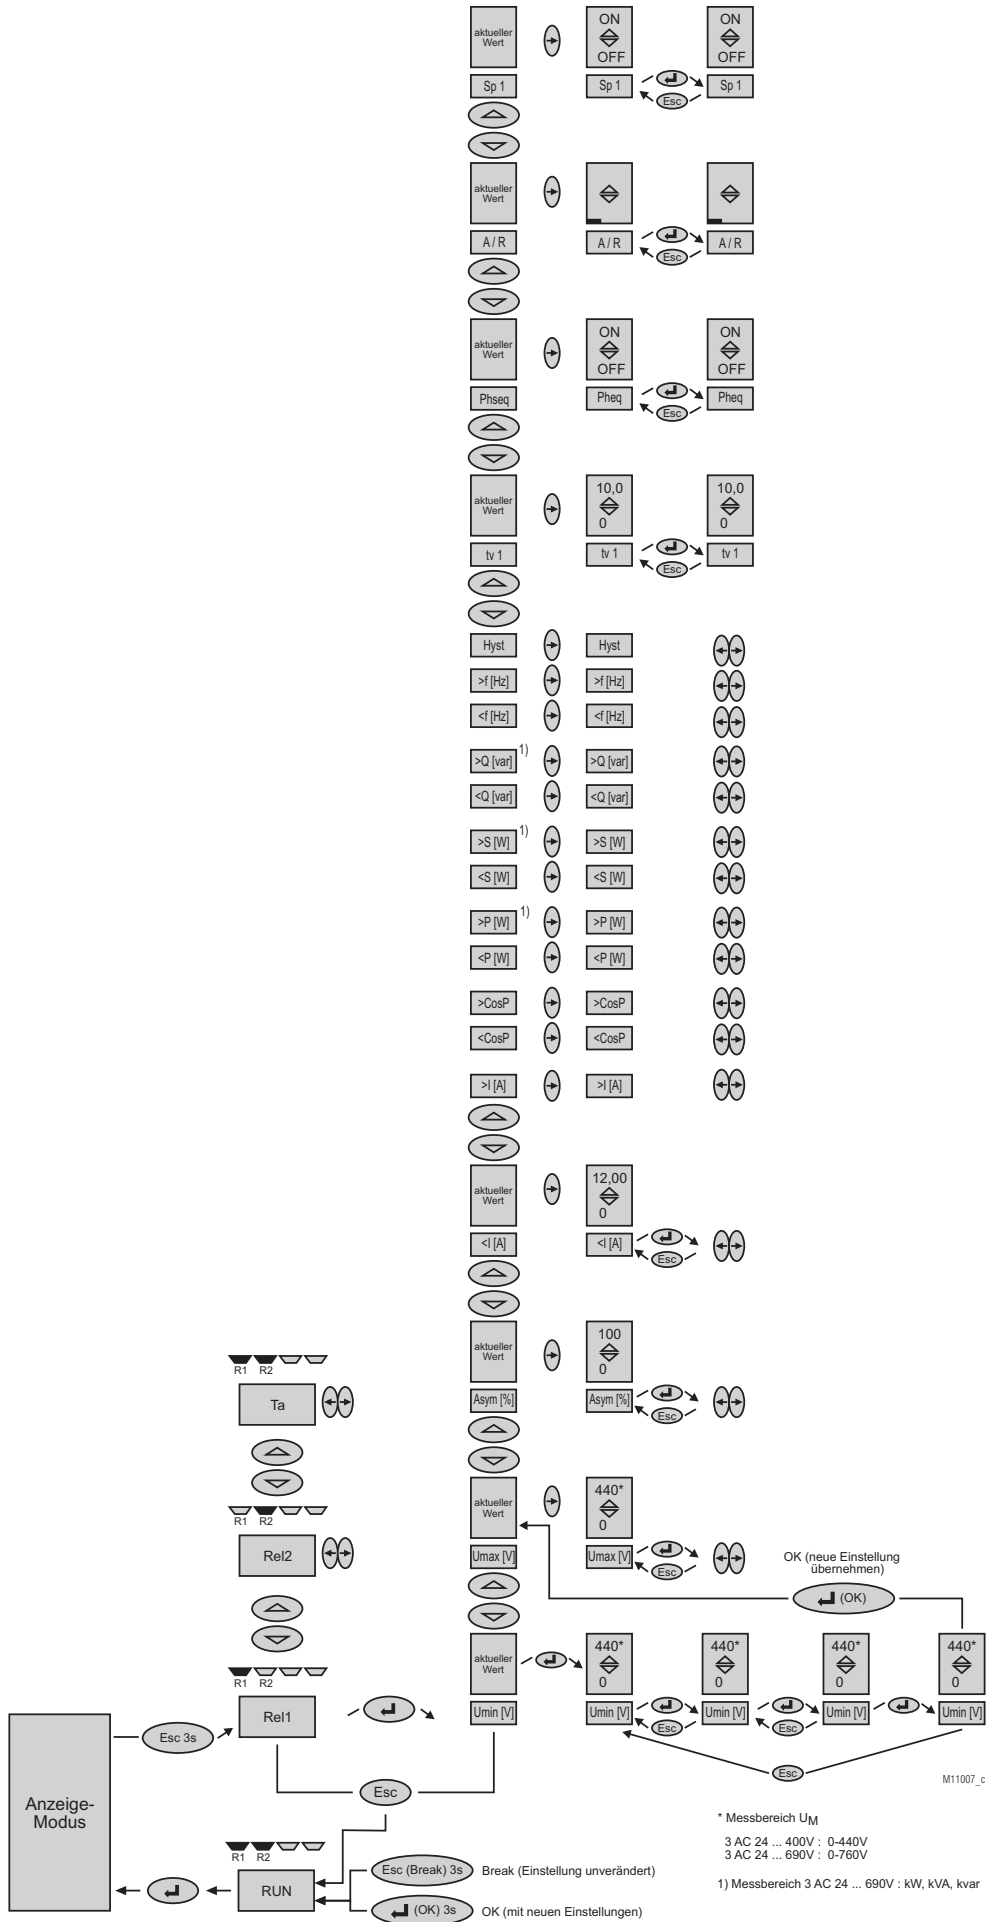 aktueller
Wert
ON
OFF
ON
OFF
Sp 1
Sp 1
Sp 1
Esc
aktueller
Wert
A / R
A / R
A / R
Esc
aktueller
Wert
ON
OFF
ON
OFF
Phseq
Pheq
Pheq
Esc
aktueller
Wert
10,0
0
10,0
0
tv 1
tv 1
tv 1
Esc
Hyst
Hyst
>f [Hz]
>f [Hz]
<f [Hz]
<f [Hz]
>Q [var] 1)
>Q [var]
<Q [var]
<Q [var]
>S [W] 1)
>S [W]
<S [W]
<S [W]
>P [W] 1)
>P [W]
<P [W]
<P [W]
>CosP
>CosP
<CosP
<CosP
>I [A]
>I [A]
aktueller
Wert
12,00
0
<I [A]
<I [A]
Esc
aktueller
Wert
100
0
Asym [%]
Asym [%]
Esc
R1 R2
Ta
aktueller
Wert
440*
0
Umax [V]
Umax [V]
Esc
R1 R2
Rel2
OK (neue Einstellung
übernehmen)
(OK)
aktueller
Wert
440*
0
440*
0
440*
0
440*
0
R1 R2
Rel1
Umin [V]
Umin [V]
Esc
Umin [V]
Esc
Umin [V]
Umin [V]
Esc 3s
Esc
Esc
M11007_c
Anzeige-
Modus
R1 R2
RUN
Esc (Break) 3s
Break (Einstellung unverändert)
(OK) 3s
OK (mit neuen Einstellungen)
* Messbereich UM
3 AC 24 ... 400V : 0-440V
3 AC 24 ... 690V : 0-760V
1) Messbereich 3 AC 24 ... 690V : kW, kVA, kvar